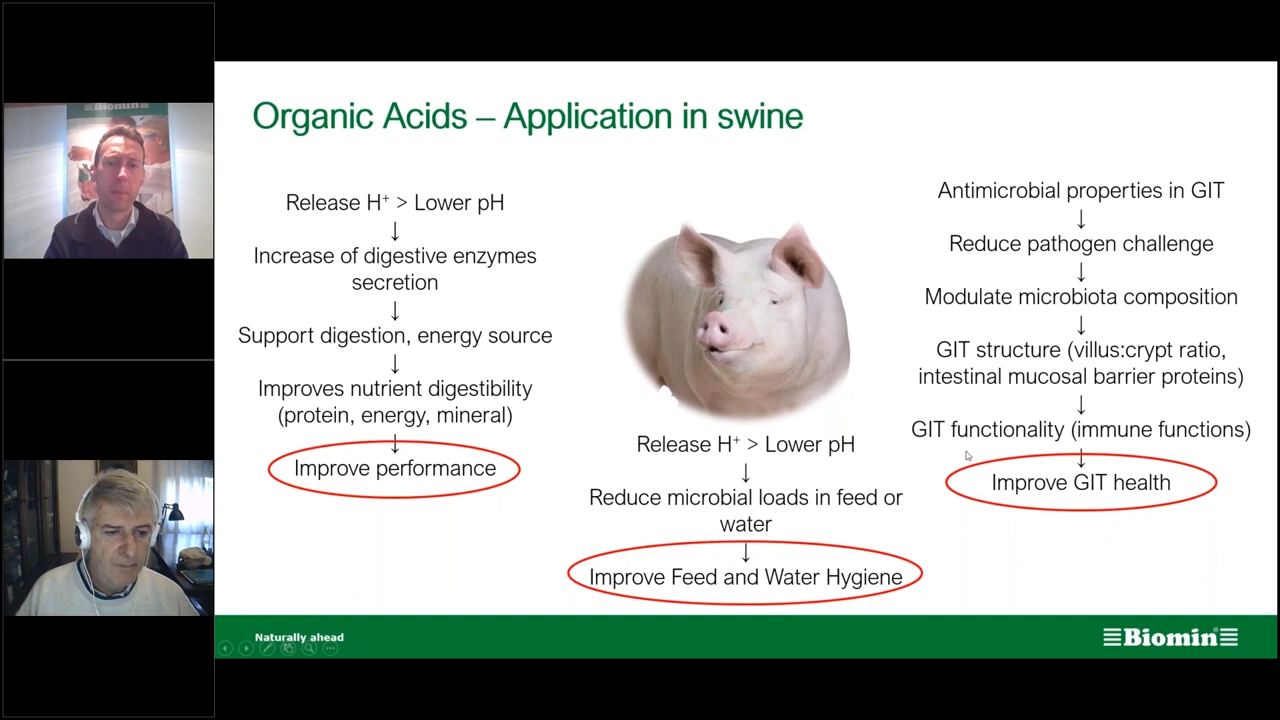 Biomin
Organic Acids – Application in swine
Release H⁺ > Lower pH
↓
Increase of digestive enzymes
secretion
↓
Support digestion, energy source
↓
Improves nutrient digestibility
(protein, energy, mineral)
↓
Improve performance
Release H⁺ > Lower pH
↓
Reduce microbial loads in feed or
water
↓
Improve Feed and Water Hygiene
Antimicrobial properties in GIT
↓
Reduce pathogen challenge
↓
Modulate microbiota composition
↓
GIT structure (villus:crypt ratio,
intestinal mucosal barrier proteins)
↓
GIT functionality (immune functions)
↓
Improve GIT health
Naturally ahead
Biomin®